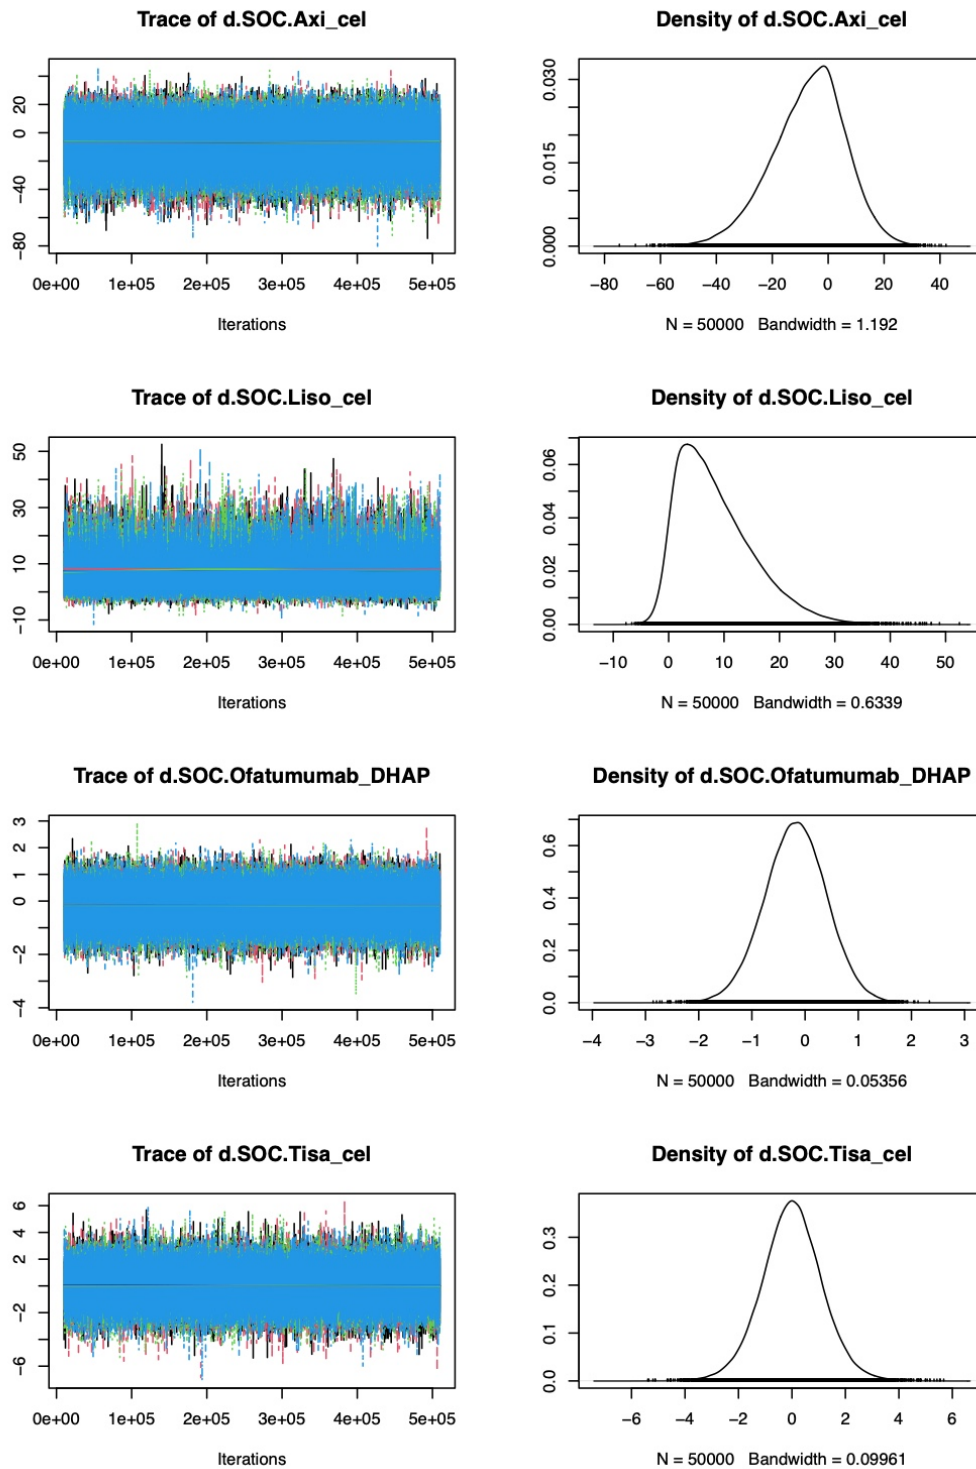 Trace of d.SOC.Axi_cel
Density of d.SOC.Axi_cel
20
0
−40
−80
0e+00 1e+05 2e+05 3e+05 4e+05 5e+05
Iterations
0.030
0.015
0.000
−80 −60 −40 −20 0 20 40
N = 50000 Bandwidth = 1.192
Trace of d.SOC.Liso_cel
Density of d.SOC.Liso_cel
50
30
10
−10
0e+00 1e+05 2e+05 3e+05 4e+05 5e+05
Iterations
0.06
0.04
0.02
0.00
−10 0 10 20 30 40 50
N = 50000 Bandwidth = 0.6339
Trace of d.SOC.Ofatumumab_DHAP
Density of d.SOC.Ofatumumab_DHAP
3
2
1
0
−2
−4
0e+00 1e+05 2e+05 3e+05 4e+05 5e+05
Iterations
0.6
0.4
0.2
0.0
−4 −3 −2 −1 0 1 2 3
N = 50000 Bandwidth = 0.05356
Trace of d.SOC.Tisa_cel
Density of d.SOC.Tisa_cel
6
4
2
−2
−6
0e+00 1e+05 2e+05 3e+05 4e+05 5e+05
Iterations
0.3
0.2
0.1
0.
−6 −4 −2 0 2 4 6
N = 50000 Bandwidth = 0.09961